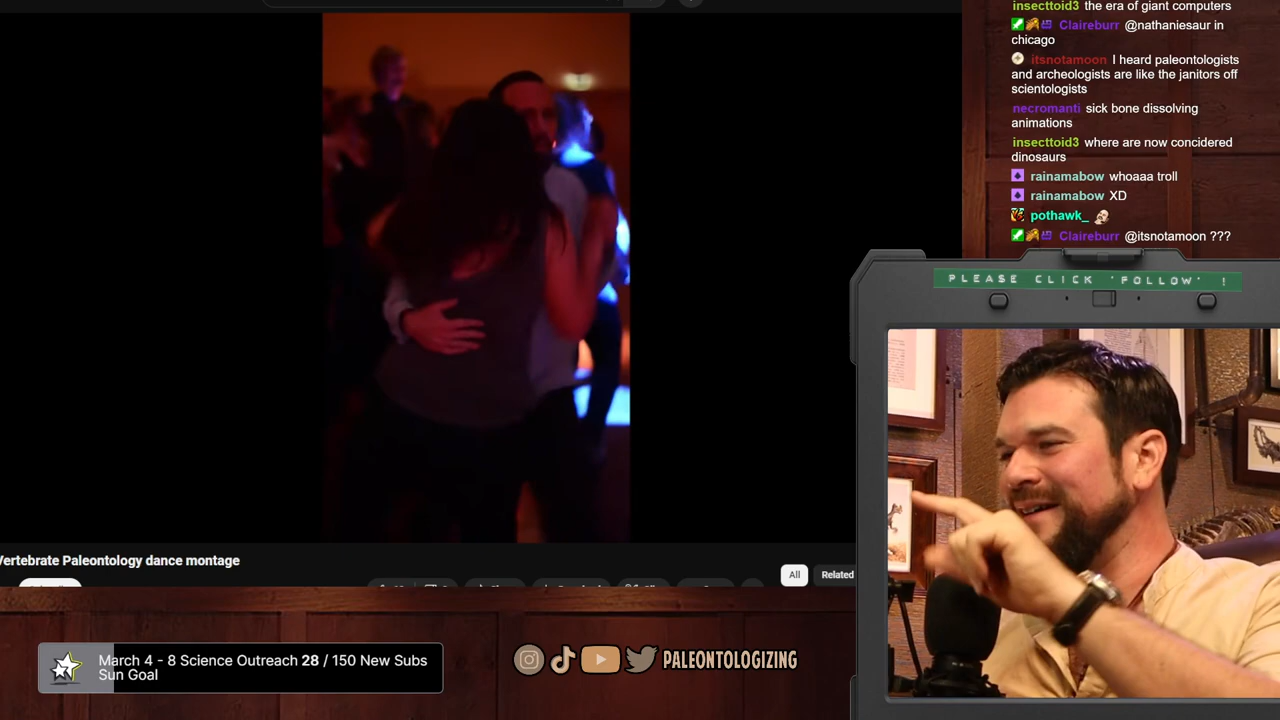 insecttoid3 the era of giant computers
Claireburr @nathaniesaur in
chicago
itsnotamoon I heard paleontologists
and archeologists are like the janitors off
scientologists
necromanti sick bone dissolving
animations
insecttoid3 where are now concidered
dinosaurs
rainamabow whoaaa troll
rainamabow XD
pothawk_
Claireburr @itsnotamoon ???
PLEASE CLICK 'FOLLOW' !
Vertebrate Paleontology dance montage
All Related
March 4 - 8 Science Outreach 28 / 150 New Subs
Sun Goal
PALEONTOLOGIZING